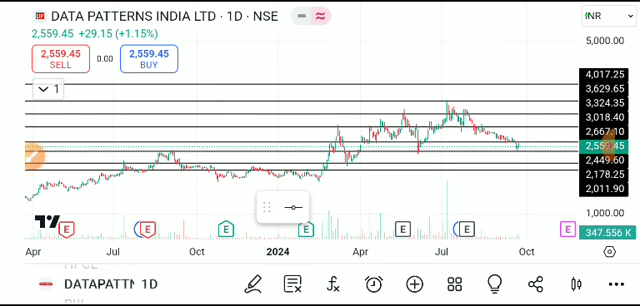 DATA PATTERNS INDIA LTD · 1D · NSE
INR
2,559.45 +29.15 (+1.15%)
2,559.45 SELL
0.00
2,559.45 BUY
1
5,000.00
4,017.25
3,629.65
3,324.35
3,018.40
2,667.10
2,559.45
2,449.60
2,178.25
2,011.90
1,000.00
347.556 K
E E E E E E E
Apr Jul Oct 2024 Apr Jul Oct
DATAPATTN 1D